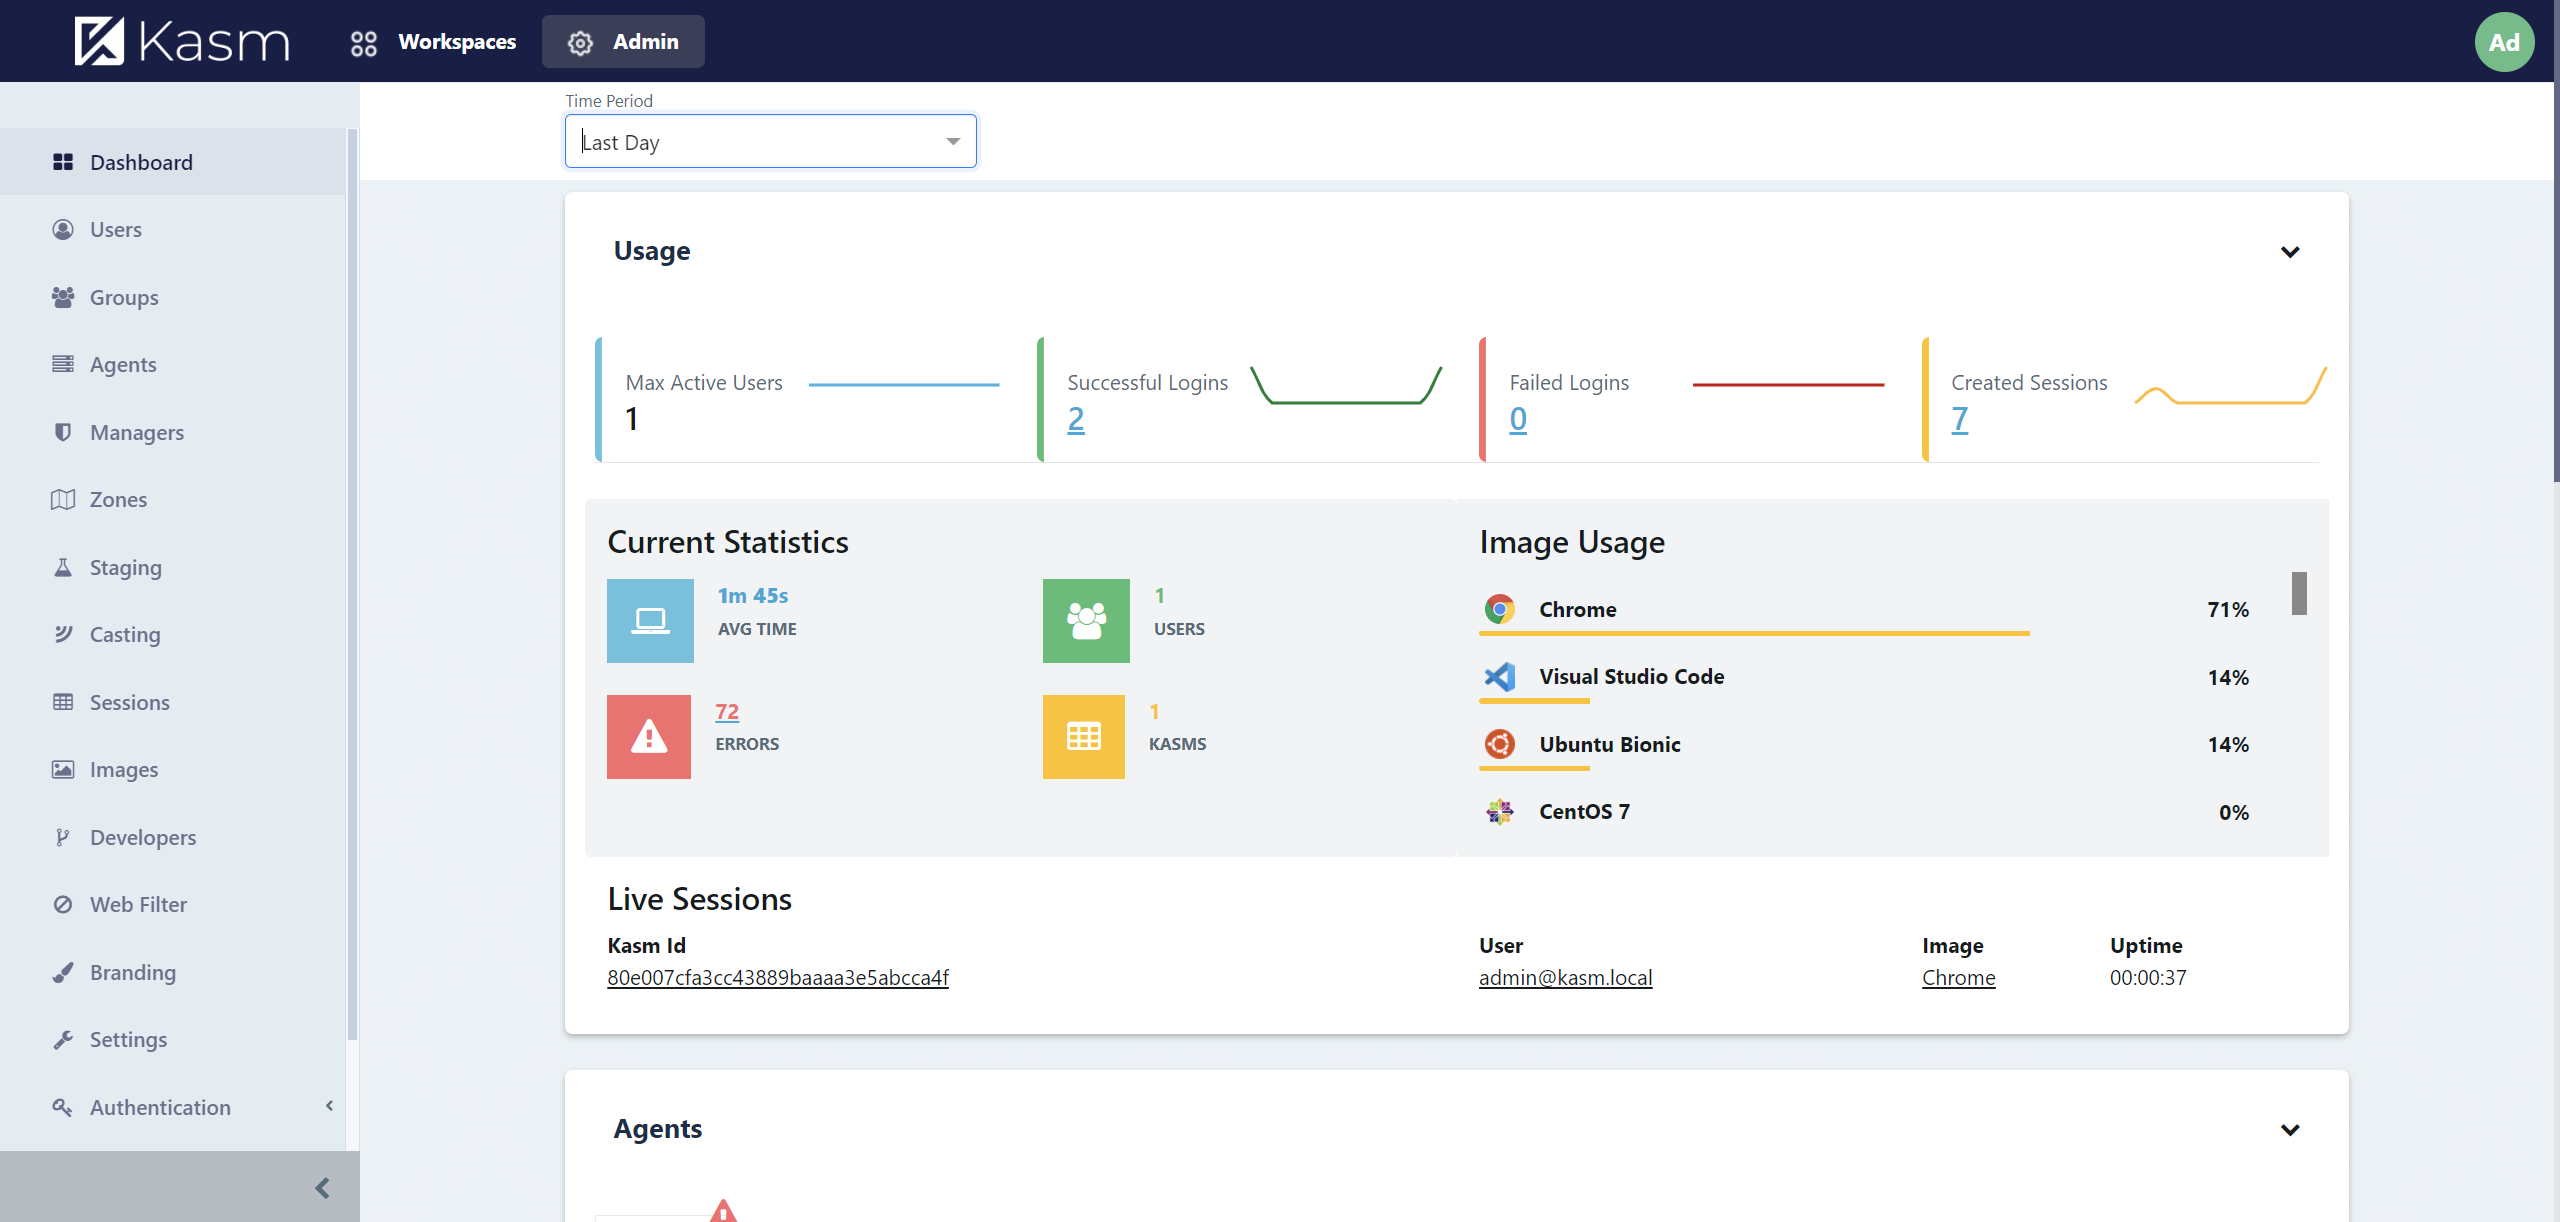 Kasm
Workspaces
Admin
Ad
Dashboard
Users
Groups
Agents
Managers
Zones
Staging
Casting
Sessions
Images
Developers
Web Filter
Branding
Settings
Authentication
Time Period
Last Day
Usage
Max Active Users
1
Successful Logins
2
Failed Logins
0
Created Sessions
7
Current Statistics
1m 45s
AVG TIME
1
USERS
72
ERRORS
1
KASMS
Image Usage
Chrome 71%
Visual Studio Code 14%
Ubuntu Bionic 14%
CentOS 7 0%
Live Sessions
Kasm Id User Image Uptime
80e007cfa3cc43889baaaa3e5abcca4f admin@kasm.local Chrome 00:00:37
Agents